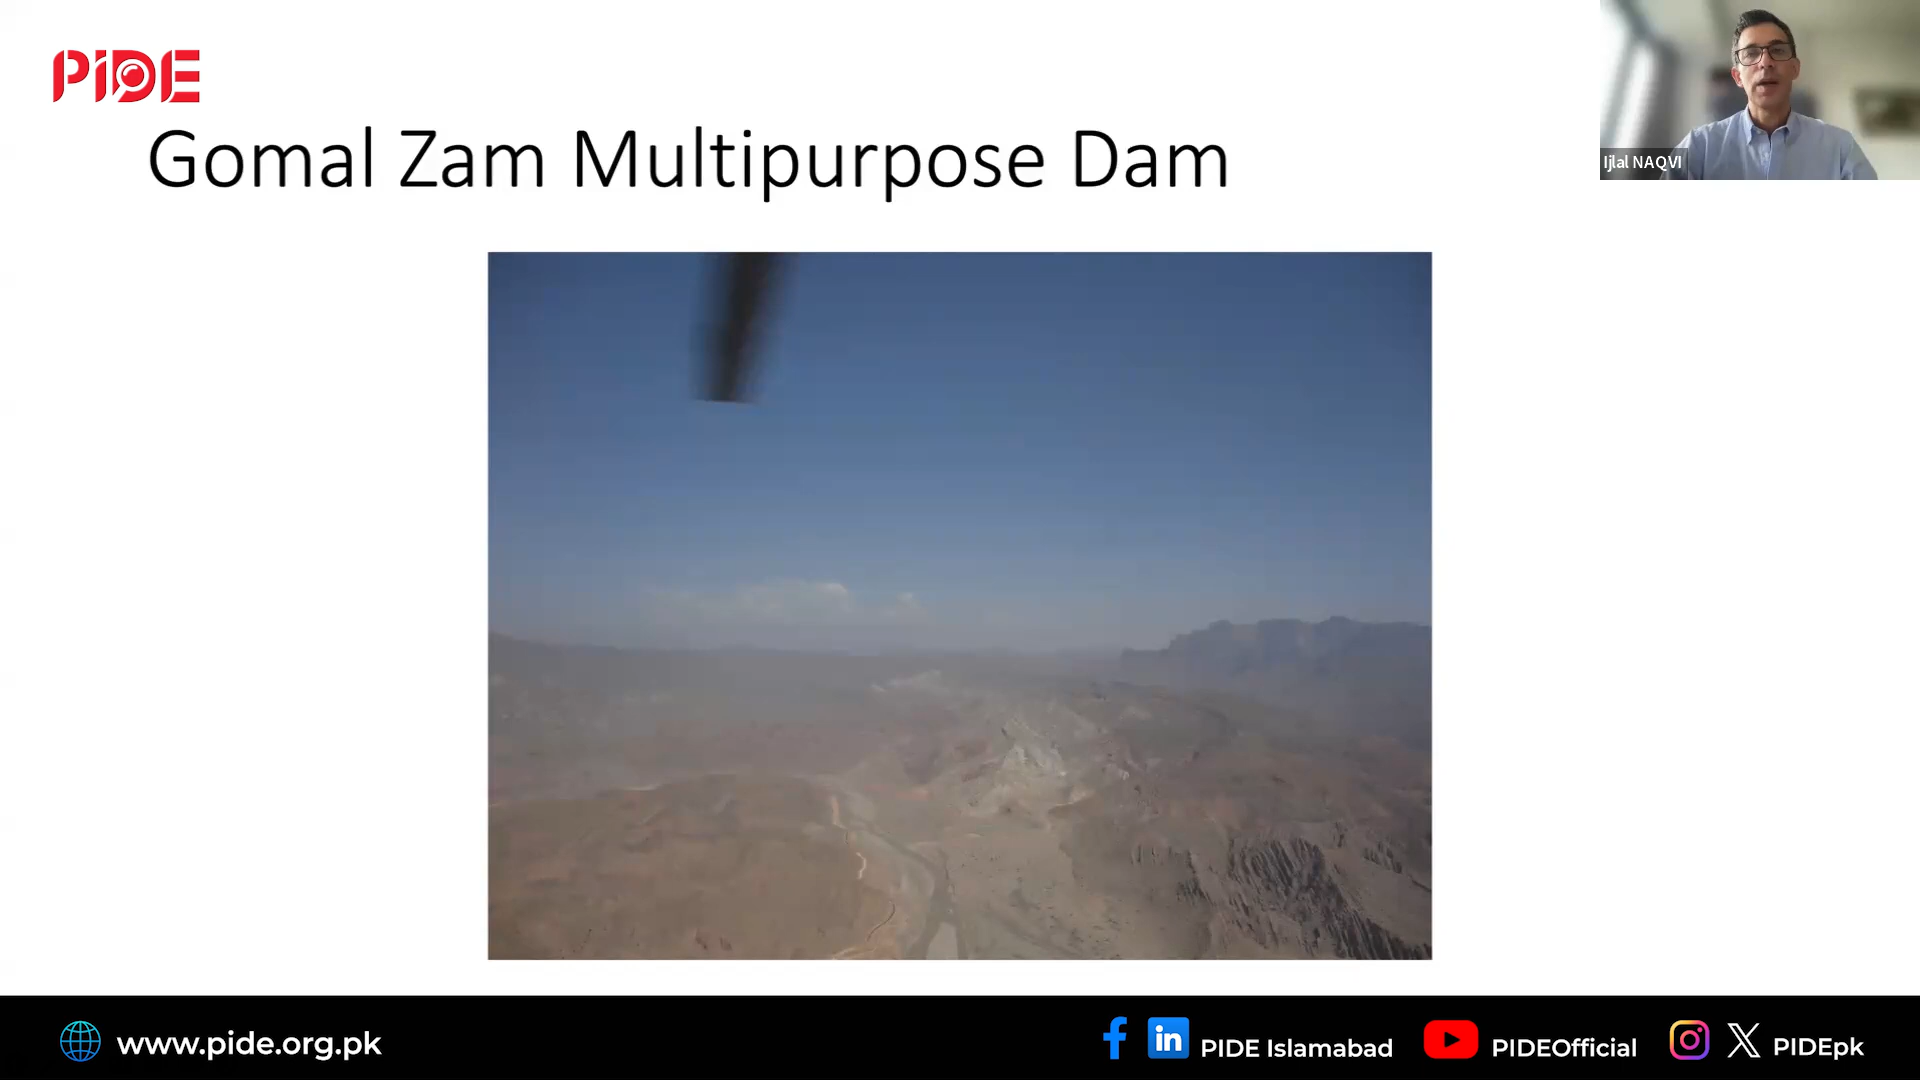 PIDE
Ijlal NAQVI
Gomal Zam Multipurpose Dam
www.pide.org.pk
PIDE Islamabad
PIDEOfficial
PIDEpk